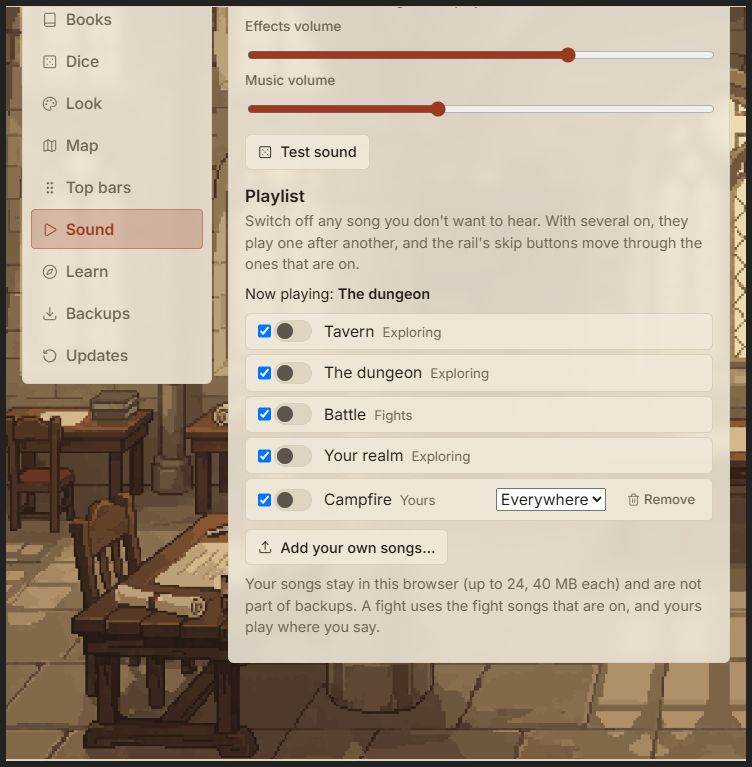 Books
Dice
Look
Map
Top bars
Sound
Learn
Backups
Updates
Effects volume
Music volume
Test sound
Playlist
Switch off any song you don't want to hear. With several on, they
play one after another, and the rail's skip buttons move through the
ones that are on.
Now playing: The dungeon
Tavern Exploring
The dungeon Exploring
Battle Fights
Your realm Exploring
Campfire Yours Everywhere Remove
Add your own songs...
Your songs stay in this browser (up to 24, 40 MB each) and are not
part of backups. A fight uses the fight songs that are on, and yours
play where you say.